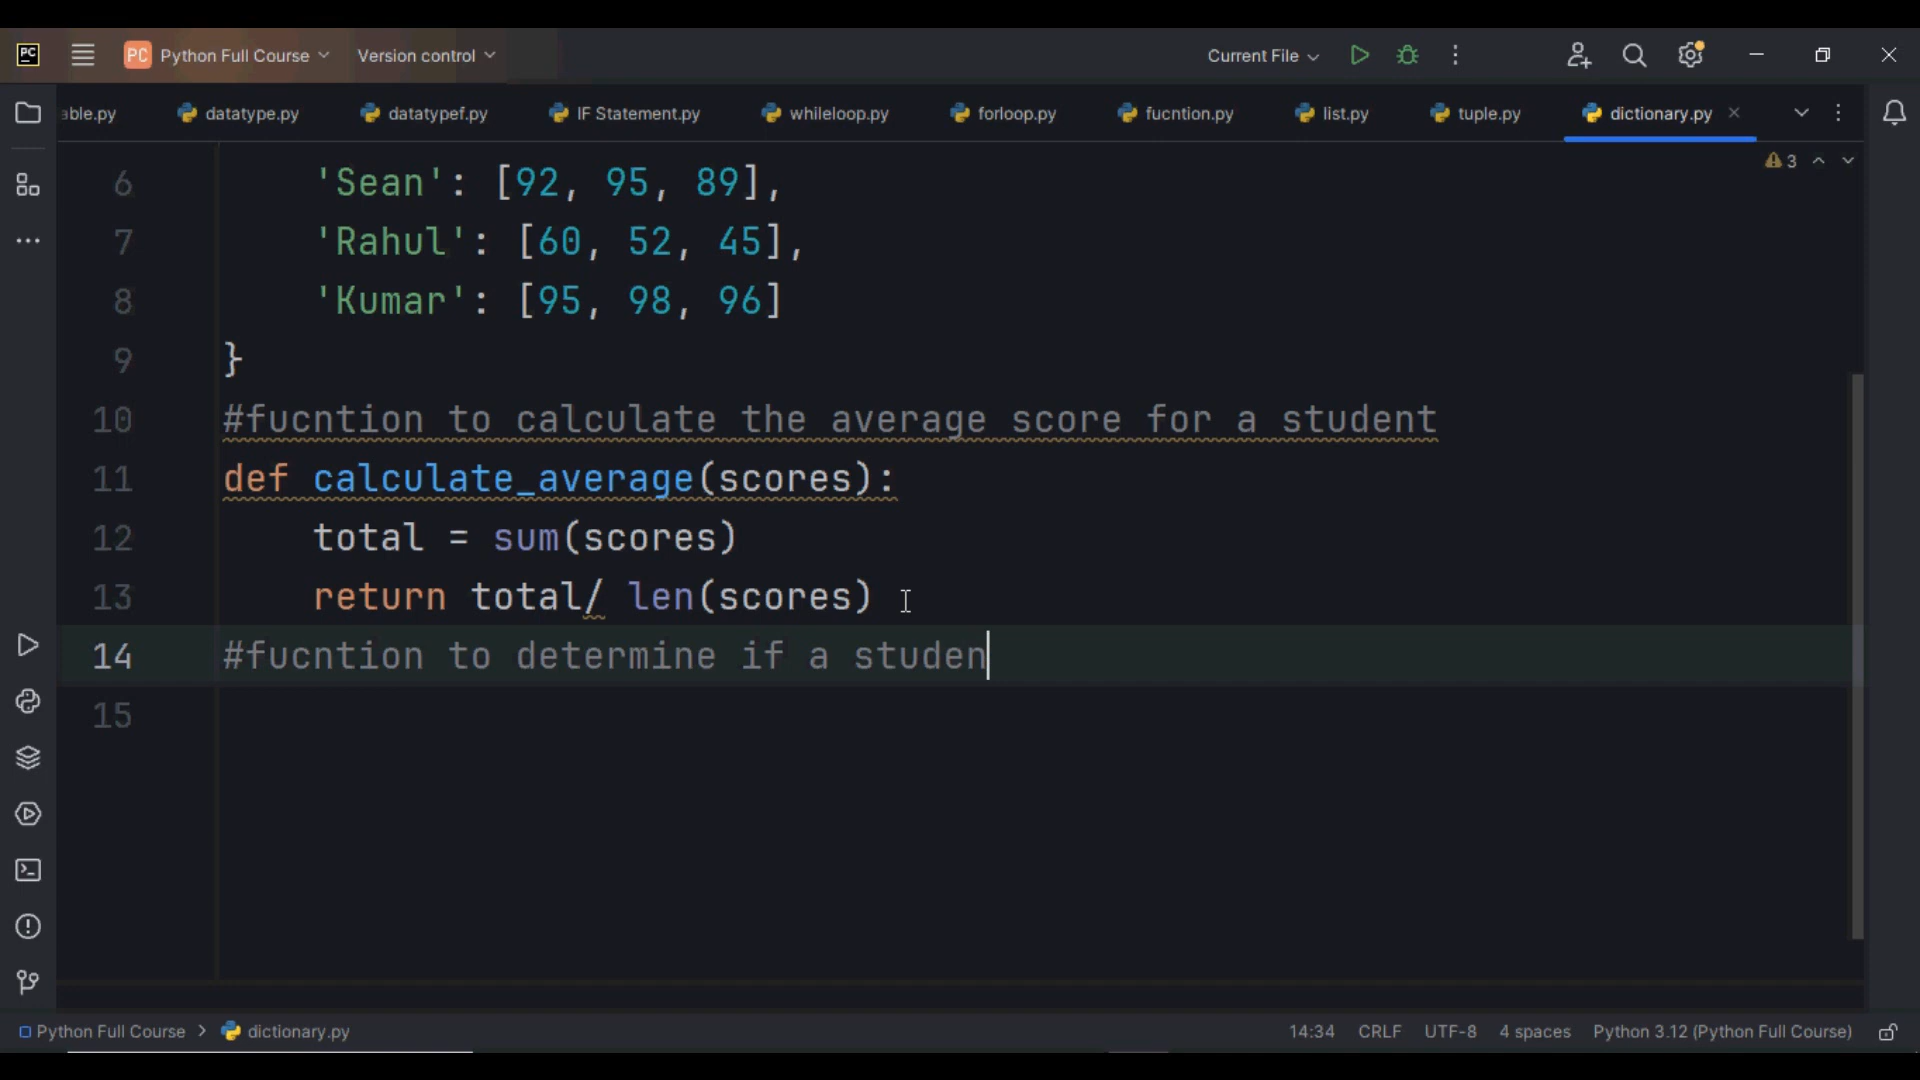 PC
PC Python Full Course Version control Current File
able.py datatype.py datatypef.py IF Statement.py whileloop.py forloop.py fucntion.py list.py tuple.py dictionary.py
3
6 'Sean': [92, 95, 89],
7 'Rahul': [60, 52, 45],
8 'Kumar': [95, 98, 96]
9 }
10 #fucntion to calculate the average score for a student
11 def calculate_average(scores):
12 total = sum(scores)
13 return total/ len(scores)
14 #fucntion to determine if a studen
15
Python Full Course > dictionary.py 14:34 CRLF UTF-8 4 spaces Python 3.12 (Python Full Course)